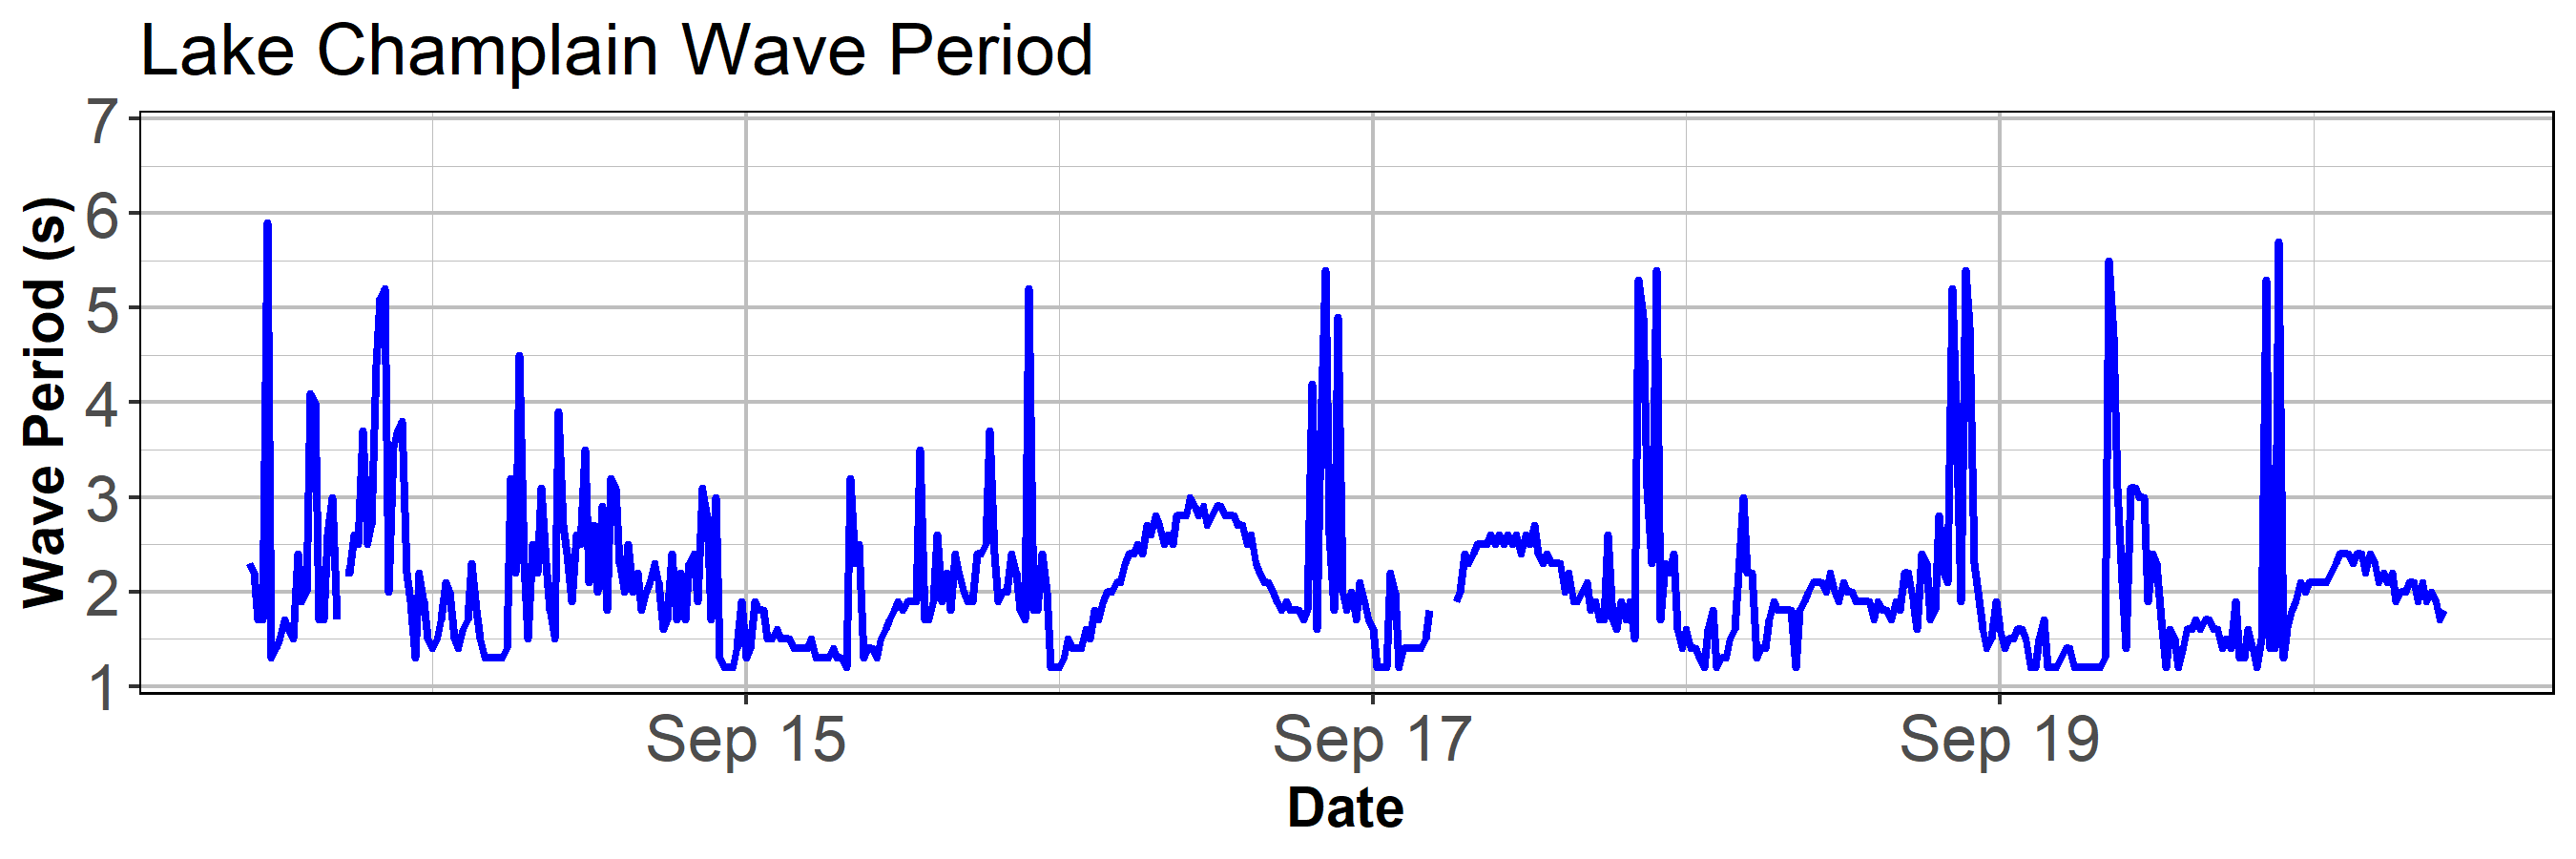 Lake Champlain Wave Period
Wave Period (s)
7
6
5
4
3
2
1
Sep 15
Sep 17
Sep 19
Date